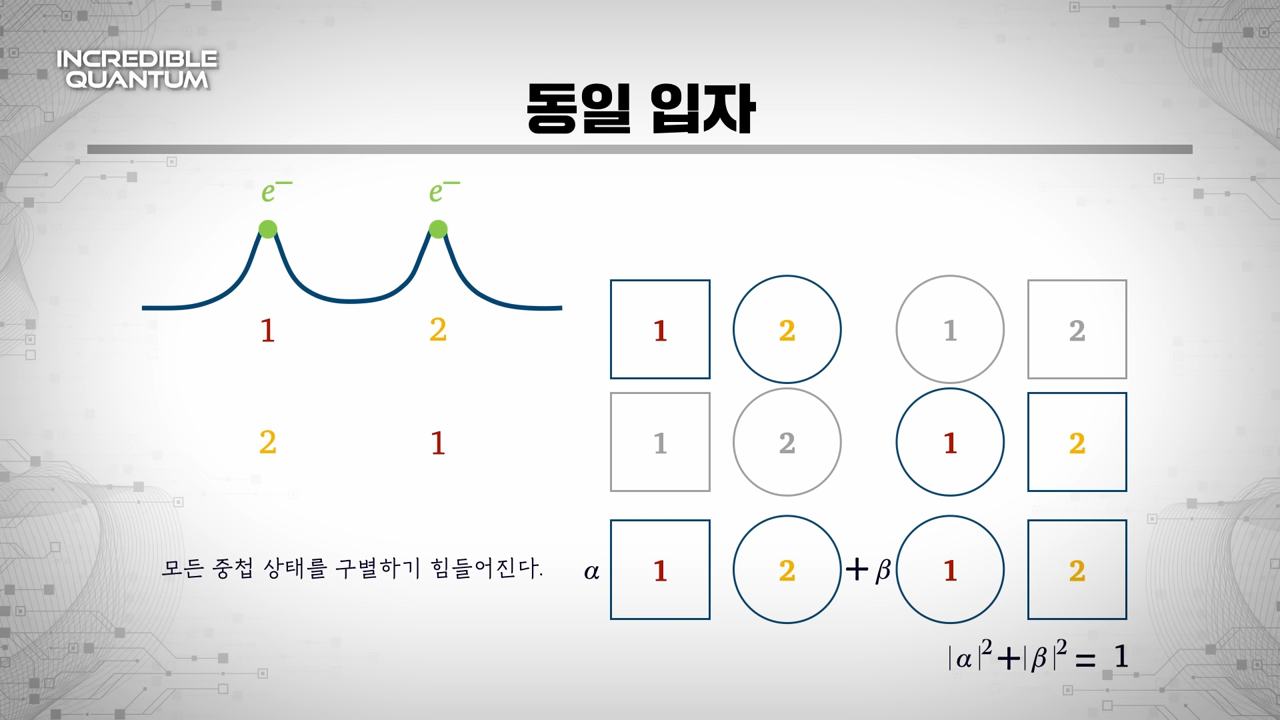 INCREDIBLE
QUANTUM
동일 입자
e⁻ e⁻
1 2
1 2 1 2
2 1
1 2 1 2
모든 중첩 상태를 구별하기 힘들어진다. α 1 2 + β 1 2
|α|² + |β|² = 1